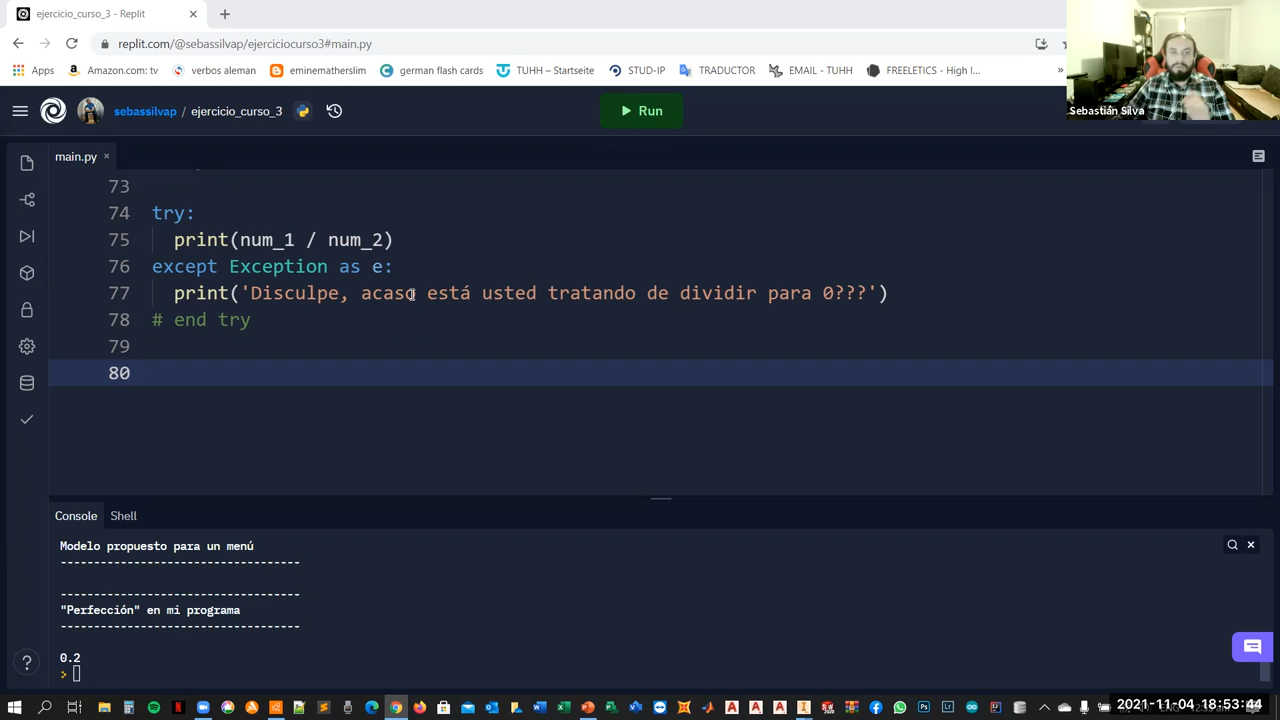 ejercicio_curso_3 - Replit
replit.com/@sebassilvap/ejerciciocurso3#main.py
Apps Amazon.com: tv verbos aleman eminematherslim german flash cards TUHH – Startseite STUD-IP TRADUCTOR EMAIL - TUHH FREELETICS - High I... »
Sebastián Silva
sebassilvap / ejercicio_curso_3
Run
main.py
73
74 try:
75 print(num_1 / num_2)
76 except Exception as e:
77 print('Disculpe, acaso está usted tratando de dividir para 0???')
78 # end try
79
80
Console Shell
Modelo propuesto para un menú
------------------------------------
------------------------------------
"Perfección" en mi programa
------------------------------------
0.2
>
2021-11-04 18:53:44